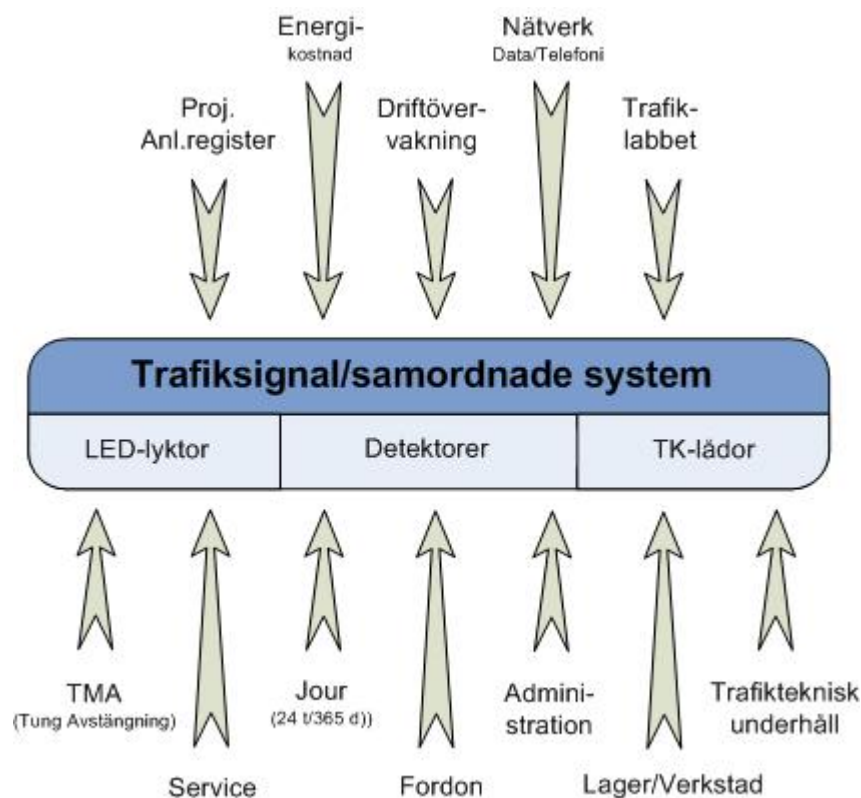 Energi-
kostnad
Nätverk
Data/Telefoni
Proj.
Anl.register
Driftöver-
vakning
Trafik-
labbet
Trafiksignal/samordnade system
LED-lyktor
Detektorer
TK-lådor
TMA
(Tung Avstängning)
Jour
(24 t/365 d))
Admini-
stration
Trafikteknisk
underhåll
Service
Fordon
Lager/Verkstad